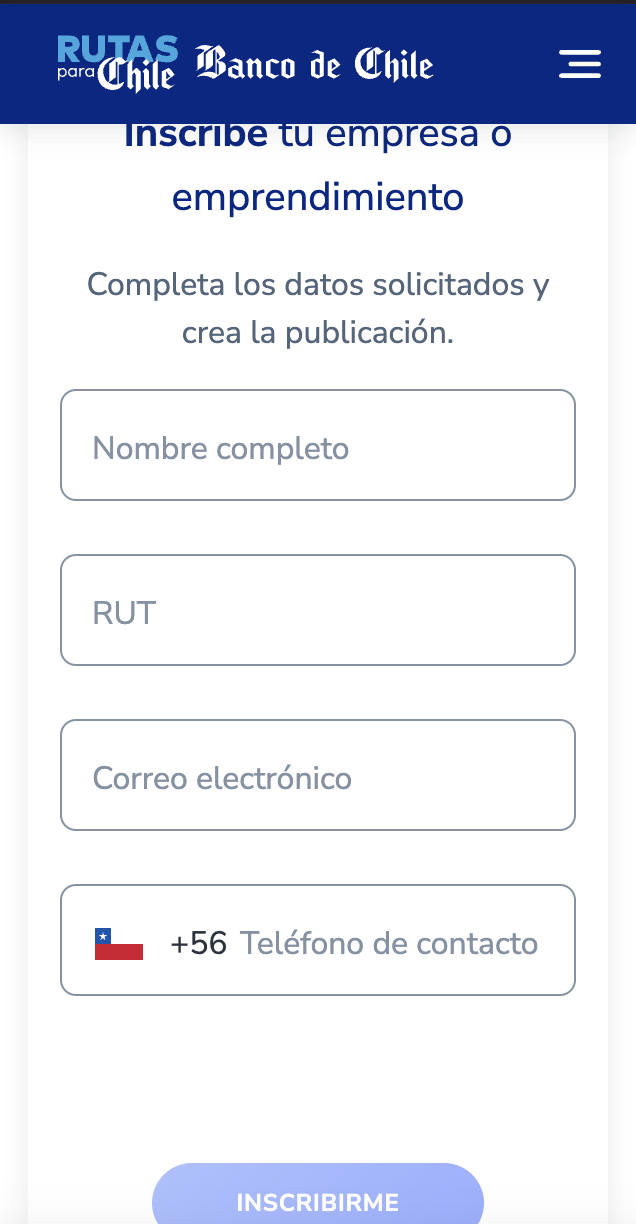 RUTAS
para Chile
Banco de Chile
Inscribe tu empresa o
emprendimiento
Completa los datos solicitados y
crea la publicación.
Nombre completo
RUT
Correo electrónico
+56 Teléfono de contacto
INSCRIBIRME